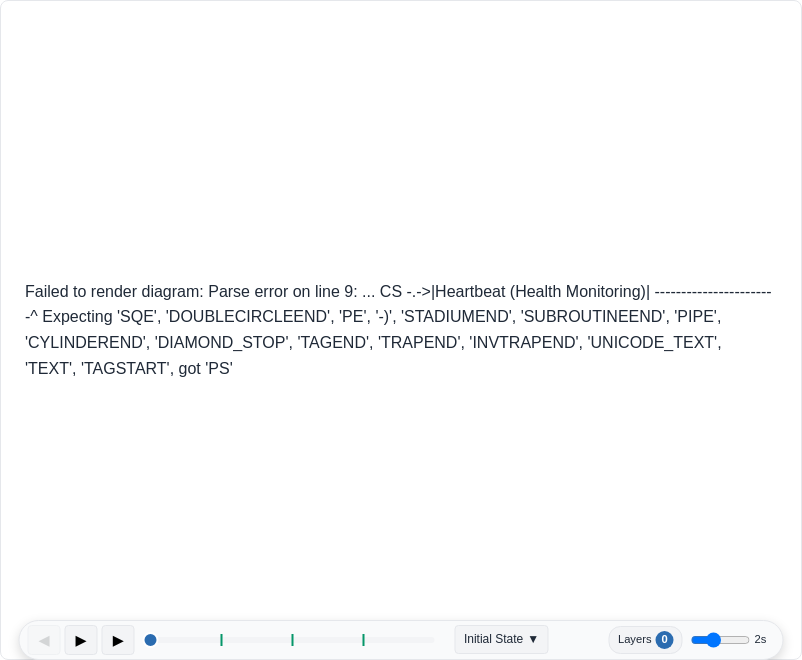 Failed to render diagram: Parse error on line 9: ... CS -.->|Heartbeat (Health Monitoring)| ----------------------
-^ Expecting 'SQE', 'DOUBLECIRCLEEND', 'PE', '-)', 'STADIUMEND', 'SUBROUTINEEND', 'PIPE',
'CYLINDEREND', 'DIAMOND_STOP', 'TAGEND', 'TRAPEND', 'INVTRAPEND', 'UNICODE_TEXT',
'TEXT', 'TAGSTART', got 'PS'
Initial State ▼ Layers 0 2s